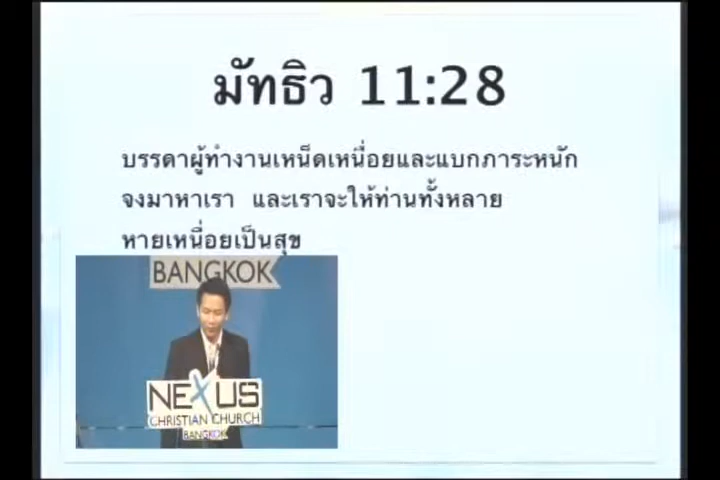 มัทธิว 11:28
บรรดาผู้ทำงานเหน็ดเหนื่อยและแบกภาระหนัก
จงมาหาเรา และเราจะให้ท่านทั้งหลาย
หายเหนื่อยเป็นสุข
BANGKOK
NEXUS
CHRISTIAN CHURCH
BANGKOK